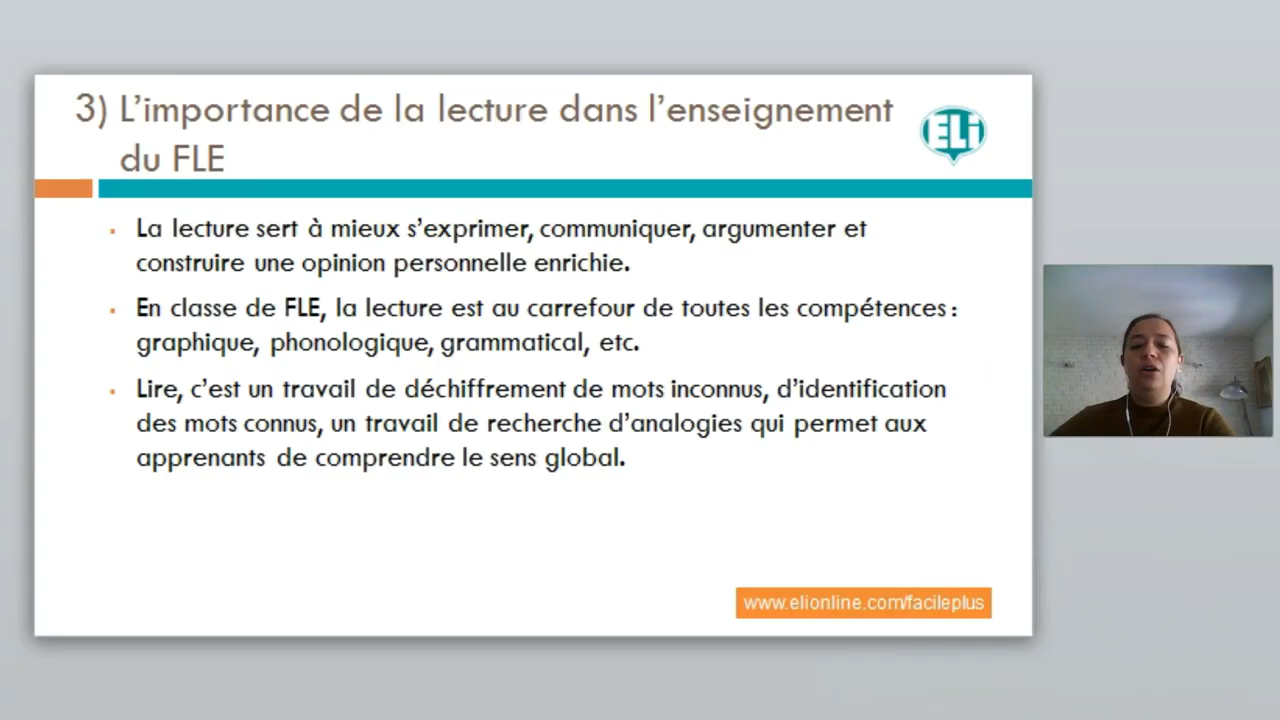 3) L’importance de la lecture dans l’enseignement
du FLE
ELi
La lecture sert à mieux s’exprimer, communiquer, argumenter et
construire une opinion personnelle enrichie.
En classe de FLE, la lecture est au carrefour de toutes les compétences :
graphique, phonologique, grammatical, etc.
Lire, c’est un travail de déchiffrement de mots inconnus, d’identification
des mots connus, un travail de recherche d’analogies qui permet aux
apprenants de comprendre le sens global.
www.elionline.com/facileplus